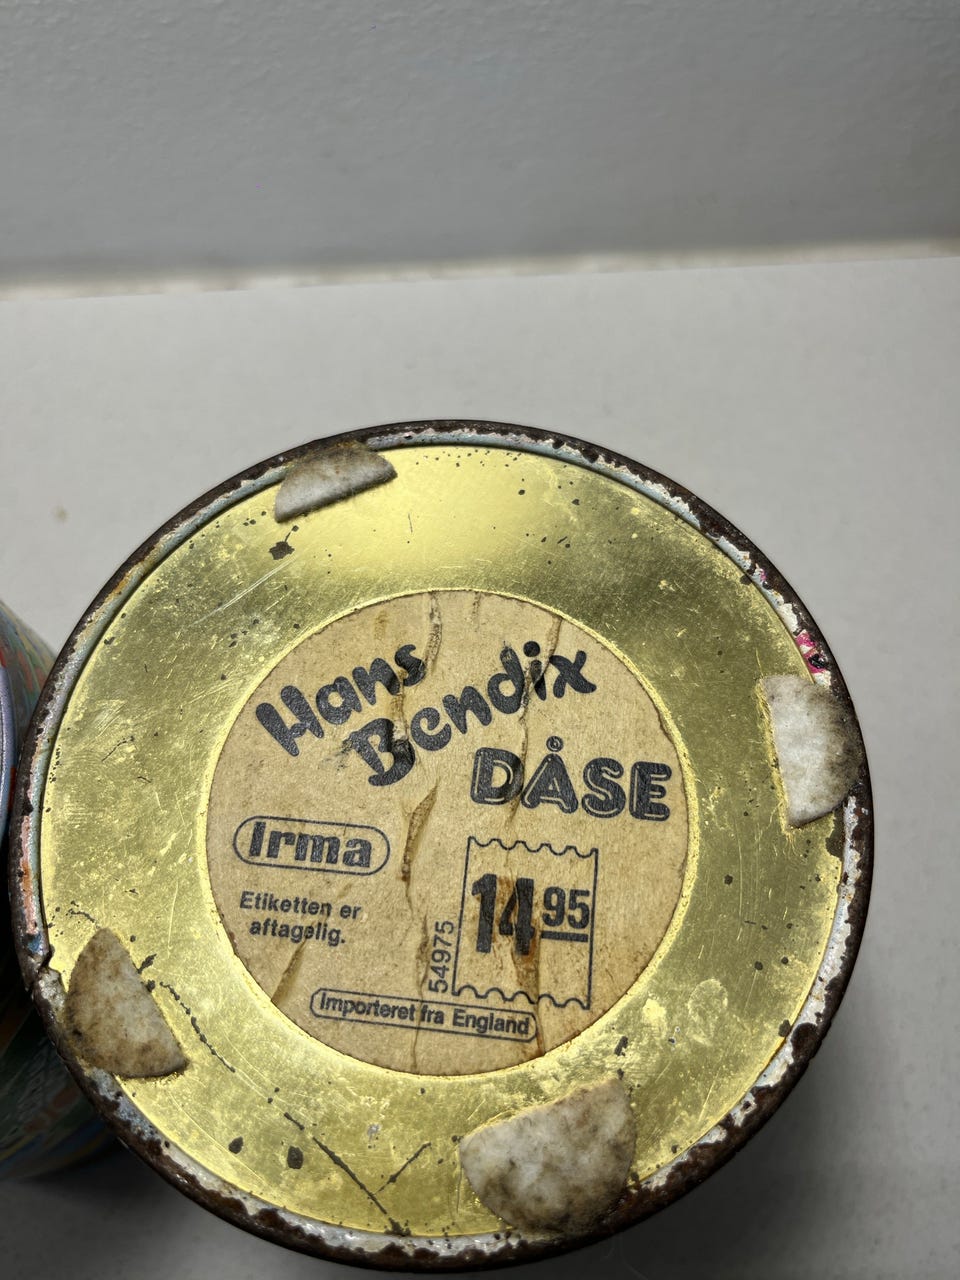 Hans
Bendix
DÅSE
Irma
Etiketten er
aftagelig.
54975
14 95
Importeret fra England